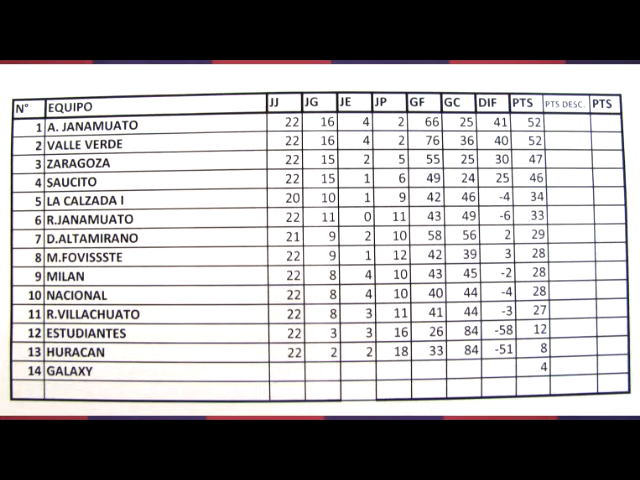 N° EQUIPO JJ JG JE JP GF GC DIF PTS PTS DESC. PTS
1 A. JANAMUATO 22 16 4 2 66 25 41 52
2 VALLE VERDE 22 16 4 2 76 36 40 52
3 ZARAGOZA 22 15 2 5 55 25 30 47
4 SAUCITO 22 15 1 6 49 24 25 46
5 LA CALZADA I 20 10 1 9 42 46 -4 34
6 R.JANAMUATO 22 11 0 11 43 49 -6 33
7 D.ALTAMIRANO 21 9 2 10 58 56 2 29
8 M.FOVISSSTE 22 9 1 12 42 39 3 28
9 MILAN 22 8 4 10 43 45 -2 28
10 NACIONAL 22 8 4 10 40 44 -4 28
11 R.VILLACHUATO 22 8 3 11 41 44 -3 27
12 ESTUDIANTES 22 3 3 16 26 84 -58 12
13 HURACAN 22 2 2 18 33 84 -51 8
14 GALAXY 4